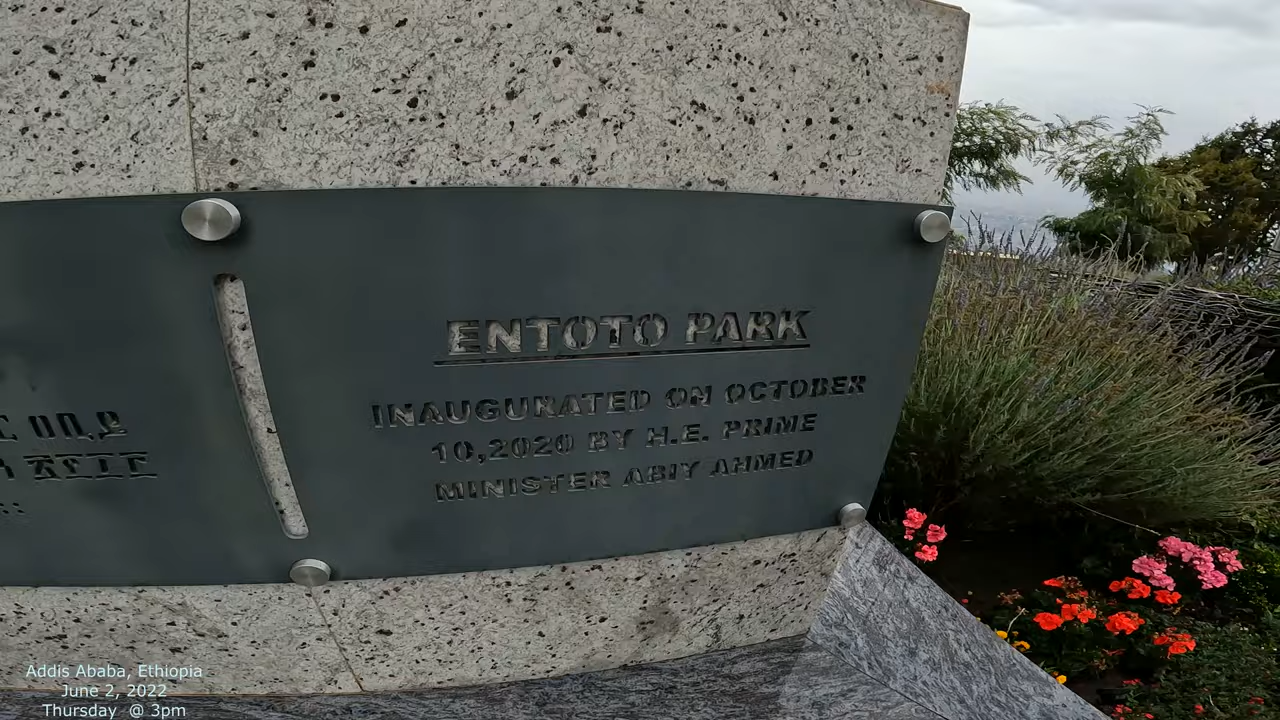 ENTOTO PARK
INAUGURATED ON OCTOBER
10,2020 BY H.E. PRIME
MINISTER ABIY AHMED
Addis Ababa, Ethiopia
June 2, 2022
Thursday @ 3pm